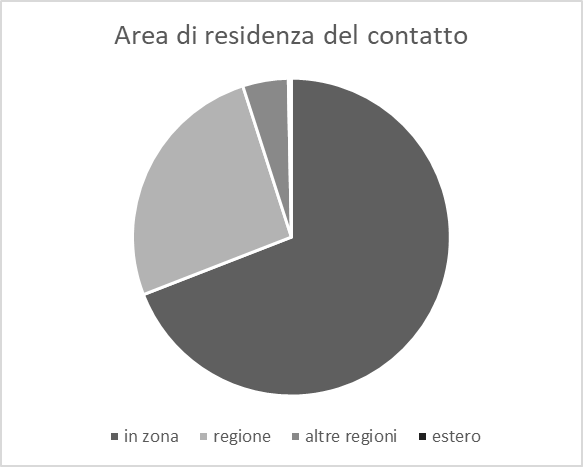 Area di residenza del contatto
in zona regione altre regioni estero